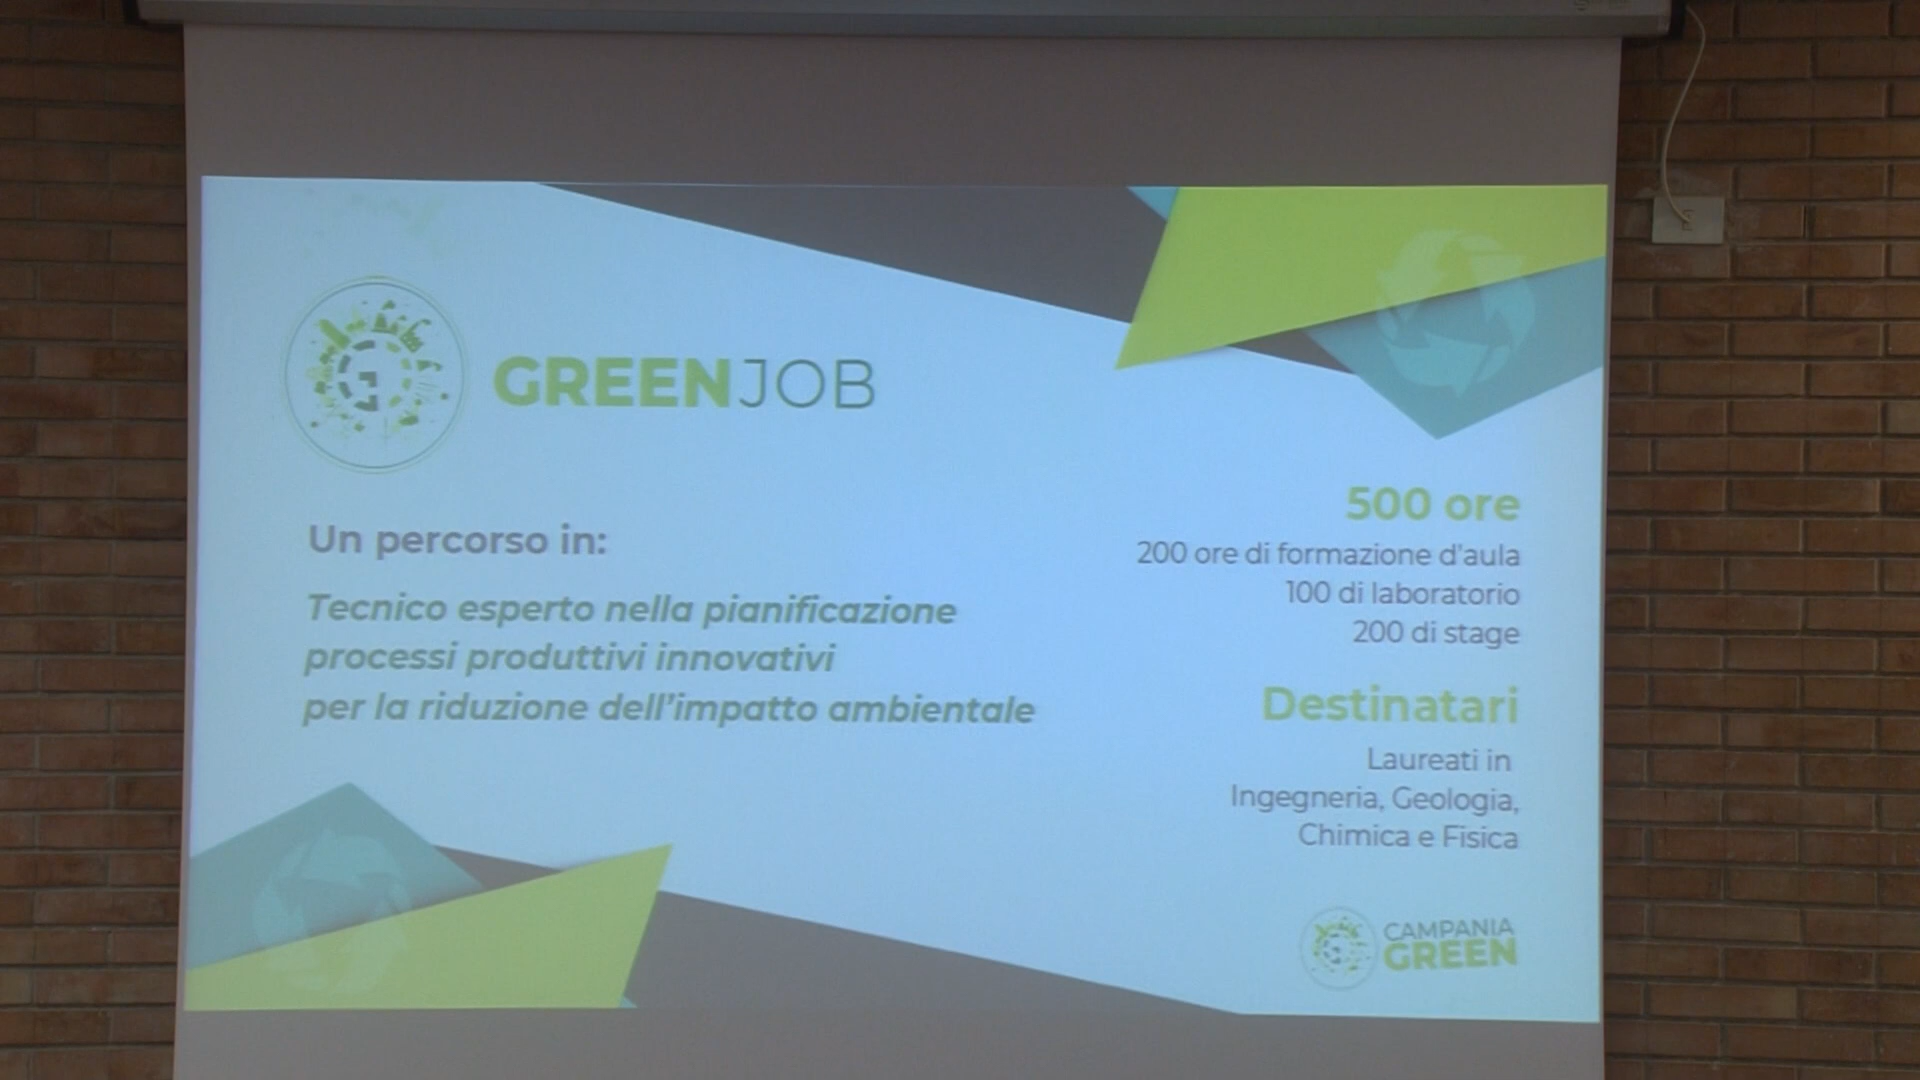 GREENJOB
Un percorso in:
Tecnico esperto nella pianificazione
processi produttivi innovativi
per la riduzione dell'impatto ambientale
500 ore
200 ore di formazione d'aula
100 di laboratorio
200 di stage
Destinatari
Laureati in
Ingegneria, Geologia,
Chimica e Fisica
CAMPANIA
GREEN